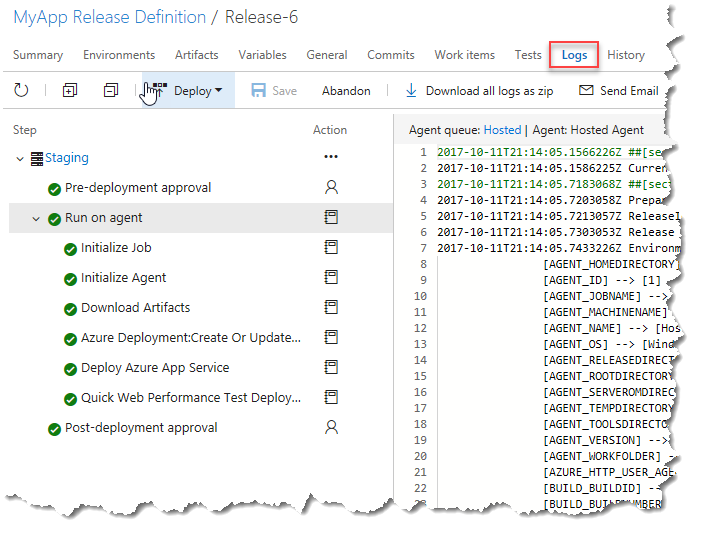 MyApp Release Definition / Release-6
Summary Environments Artifacts Variables General Commits Work items Tests Logs History
Deploy Save Abandon Download all logs as zip Send Email
Step Action
Staging
Pre-deployment approval
Run on agent
Initialize Job
Initialize Agent
Download Artifacts
Azure Deployment:Create Or Update...
Deploy Azure App Service
Quick Web Performance Test Deploy...
Post-deployment approval
Agent queue: Hosted | Agent: Hosted Agent
1 2017-10-11T21:14:05.1566226Z ##[sec
2 2017-10-11T21:14:05.1586225Z Curren
3 2017-10-11T21:14:05.7183068Z ##[sect
4 2017-10-11T21:14:05.7203058Z Prepa
5 2017-10-11T21:14:05.7213057Z Releasel
6 2017-10-11T21:14:05.7303053Z Release
7 2017-10-11T21:14:05.7433226Z Environm
8 [AGENT_HOMEDIRECTORY]
9 [AGENT_ID] --> [1]
10 [AGENT_JOBNAME] -->
11 [AGENT_MACHINENAME]
12 [AGENT_NAME] --> [Hos
13 [AGENT_OS] --> [Wind
14 [AGENT_RELEASEDIRECT
15 [AGENT_ROOTDIRECTORY
16 [AGENT_SERVEROMDIREC
17 [AGENT_TEMPDIRECTORY
18 [AGENT_TOOLSDIRECTOR
19 [AGENT_VERSION] -->
20 [AGENT_WORKFOLDER] -
21 [AZURE_HTTP_USER_AGE
22 [BUILD_BUILDID] --
23 [BUILD_BUILDNUMBER